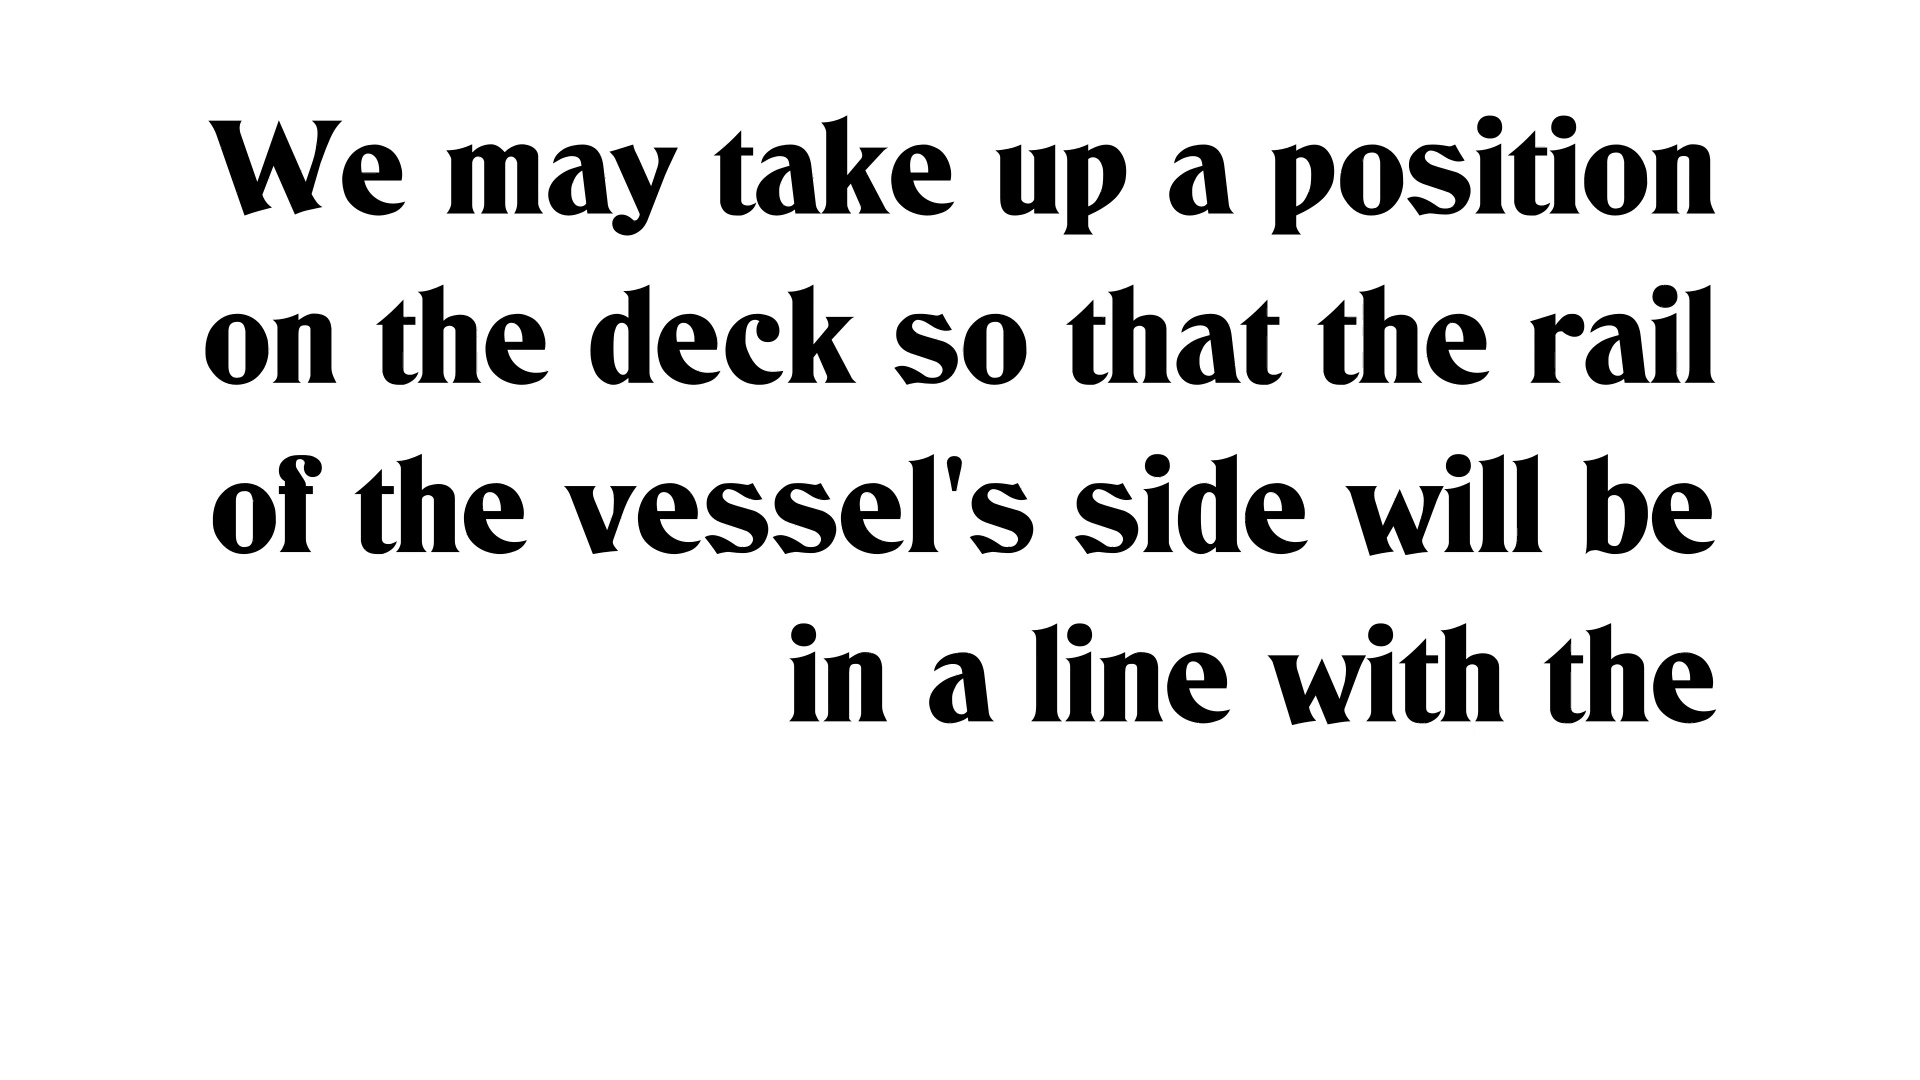 We may take up a position
on the deck so that the rail
of the vessel's side will be
in a line with the